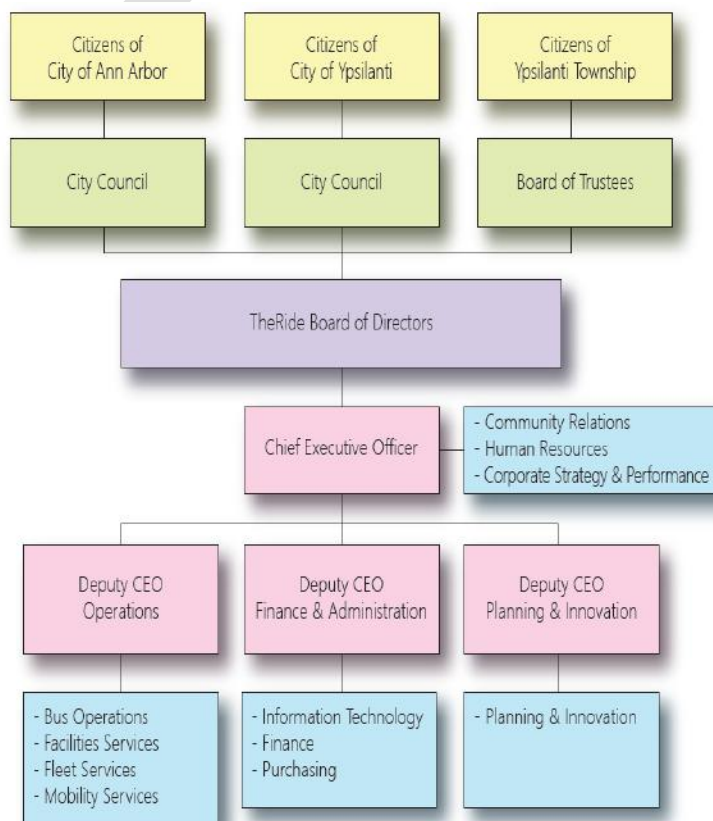 Citizens of
City of Ann Arbor
Citizens of
City of Ypsilanti
Citizens of
Ypsilanti Township
City Council
City Council
Board of Trustees
TheRide Board of Directors
Chief Executive Officer
- Community Relations
- Human Resources
- Corporate Strategy & Performance
Deputy CEO
Operations
Deputy CEO
Finance & Administration
Deputy CEO
Planning & Innovation
- Bus Operations
- Facilities Services
- Fleet Services
- Mobility Services
- Information Technology
- Finance
- Purchasing
- Planning & Innovation